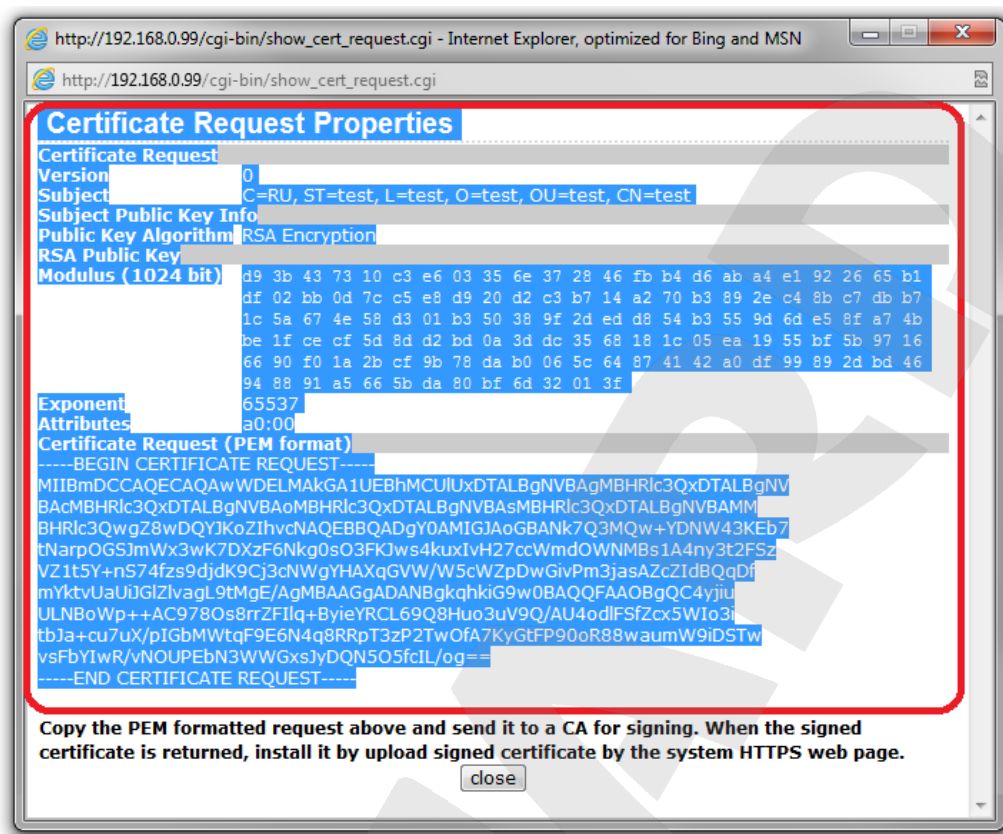 http://192.168.0.99/cgi-bin/show_cert_request.cgi - Internet Explorer, optimized for Bing and MSN
http://192.168.0.99/cgi-bin/show_cert_request.cgi
Certificate Request Properties
Certificate Request
Version 0
Subject C=RU, ST=test, L=test, O=test, OU=test, CN=test
Subject Public Key Info
Public Key Algorithm RSA Encryption
RSA Public Key
Modulus (1024 bit) d9 3b 43 73 10 c3 e6 03 35 6e 37 28 46 fb b4 d6 ab a4 e1 92 26 65 b1
df 02 bb 0d 7c c5 e8 d9 20 d2 c3 b7 14 a2 70 b3 89 2e c4 8b c7 db b7
1c 5a 67 4e 58 d3 01 b3 50 38 9f 2d ed d8 54 b3 55 9d 6d e5 8f a7 4b
be 1f ce cf 5d 8d d2 bd 0a 3d dc 35 68 18 1c 05 ea 19 55 bf 5b 97 16
66 90 f0 1a 2b cf 9b 78 da b0 06 5c 64 87 41 42 a0 df 99 89 2d bd 46
94 88 91 a5 66 5b da 80 bf 6d 32 01 3f
Exponent 65537
Attributes a0:00
Certificate Request (PEM format)
-----BEGIN CERTIFICATE REQUEST-----
MIIBmDCCAQECAQAwWDELMAkGA1UEBhMCUlUxDTALBgNVBAgMBHRlc3QxDTALBgNV
BAcMBHRlc3QxDTALBgNVBAoMBHRlc3QxDTALBgNVBAsMBHRlc3QxDTALBgNVBAMM
BHRlc3QwgZ8wDQYJKoZIhvcNAQEBBQADgY0AMIGJAoGBANk7Q3MQw+YDNW43KEb7
tNarpOGSJmWx3wK7DXzF6Nkg0sO3FKJws4kuxIvH27ccWmdOWNMBs1A4ny3t2FSz
VZ1t5Y+nS74fzs9djdK9Cj3cNWgYHAXqGVW/W5cWZpDwGivPm3jasAZcZIdBQqDf
mYktvUaUiJGlZlvagL9tMgE/AgMBAAGgADANBgkqhkiG9w0BAQQFAAOBgQC4yjiu
ULNBoWp++AC978Os8rrZFIlq+ByieYRCL69Q8Huo3uV9Q/AU4odlFSfZcx5WIo3r
tbJa+cu7uX/pIGbMWtqF9E6N4q8RRpT3zP2TwOfA7KyGtFP90oR88waumW9iDSTw
vsFbYIwR/vNOUPEbN3WWGxsJyDQN5O5fcIL/og==
-----END CERTIFICATE REQUEST-----
Copy the PEM formatted request above and send it to a CA for signing. When the signed
certificate is returned, install it by upload signed certificate by the system HTTPS web page.
close